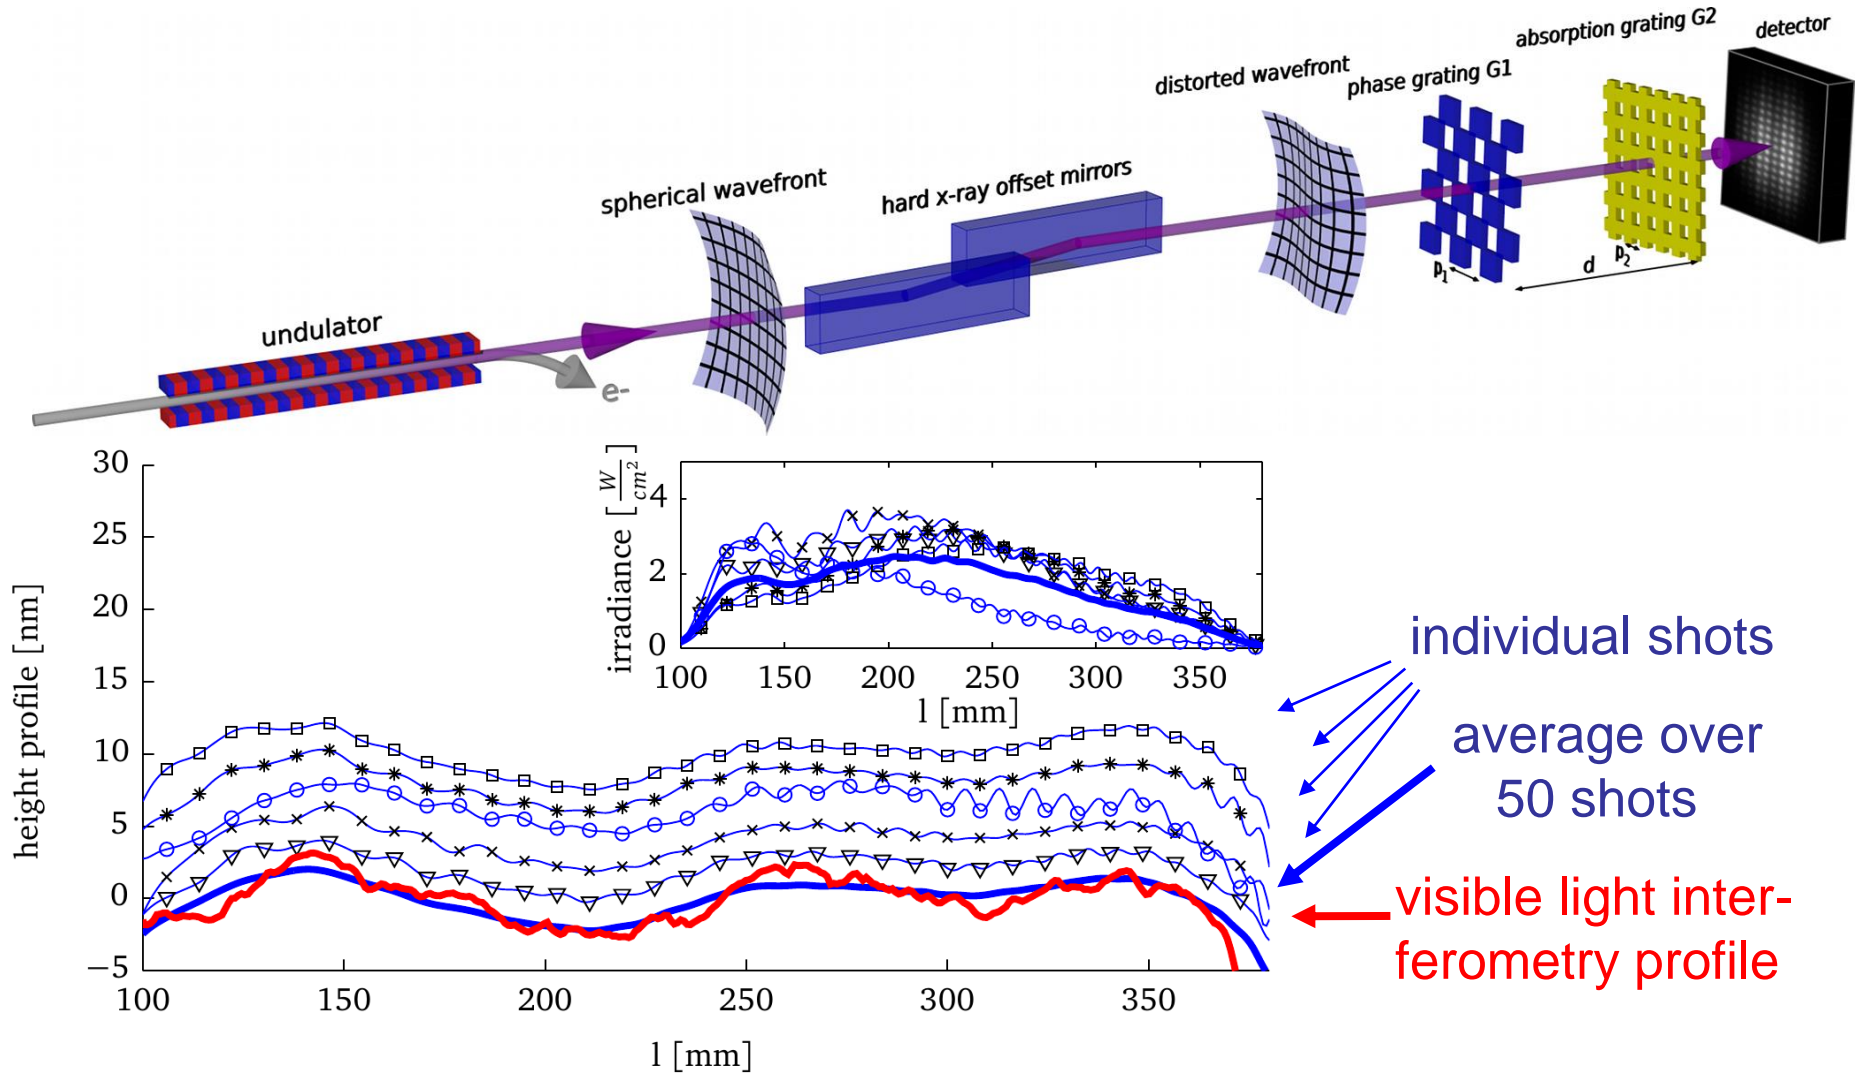 absorption grating G2
detector
distorted wavefront
phase grating G1
hard x-ray offset mirrors
spherical wavefront
p1
p2
d
undulator
e-
30
25
20
15
10
5
0
−5
height profile [nm]
100 150 200 250 300 350
l [mm]
4
2
0
irradiance [W/cm²]
100 150 200 250 300 350
l [mm]
individual shots
average over
50 shots
visible light inter-
ferometry profile